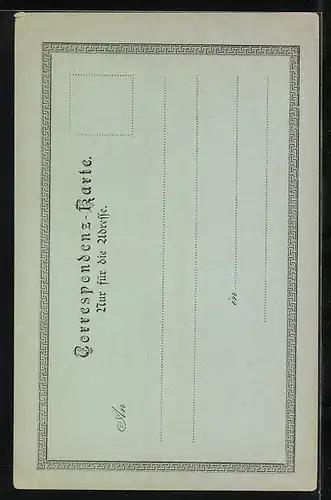 Correspondenz-Karte.
Nur für die Adresse.
An
in